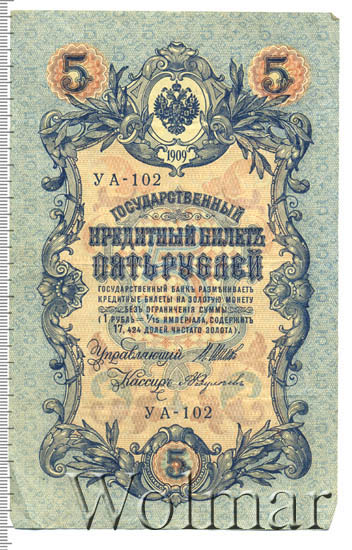 5 5
1909
УА-102
ГОСУДАРСТВЕННЫЙ
КРЕДИТНЫЙ БИЛЕТЪ
ПЯТЬ РУБЛЕЙ
ГОСУДАРСТВЕННЫЙ БАНКЪ РАЗМѢНИВАЕТЪ
КРЕДИТНЫЕ БИЛЕТЫ НА ЗОЛОТУЮ МОНЕТУ
БЕЗЪ ОГРАНИЧЕНІЯ СУММЫ
(1 РУБЛЬ = 1/15 ИМПЕРІАЛА, СОДЕРЖИТЪ
17,424 ДОЛЕЙ ЧИСТАГО ЗОЛОТА).
Управляющій
Кассиръ
УА-102
5
Wolmar